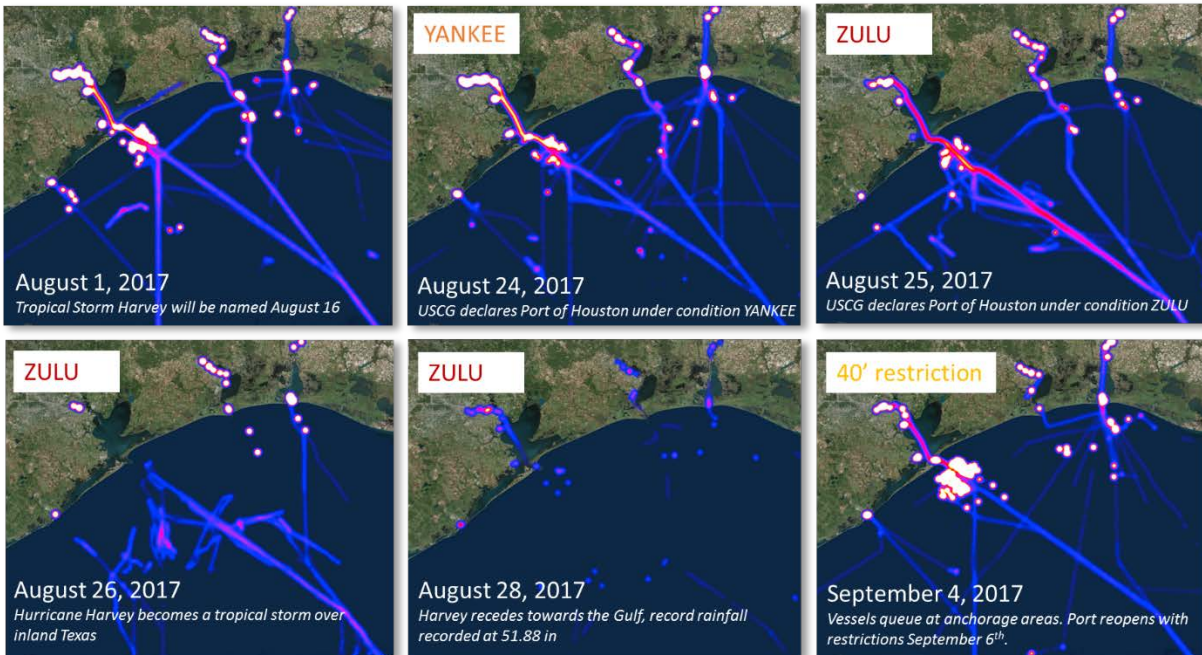 August 1, 2017
Tropical Storm Harvey will be named August 16
YANKEE
August 24, 2017
USCG declares Port of Houston under condition YANKEE
ZULU
August 25, 2017
USCG declares Port of Houston under condition ZULU
ZULU
August 26, 2017
Hurricane Harvey becomes a tropical storm over
inland Texas
ZULU
August 28, 2017
Harvey recedes towards the Gulf, record rainfall
recorded at 51.88 in
40' restriction
September 4, 2017
Vessels queue at anchorage areas. Port reopens with
restrictions September 6th.